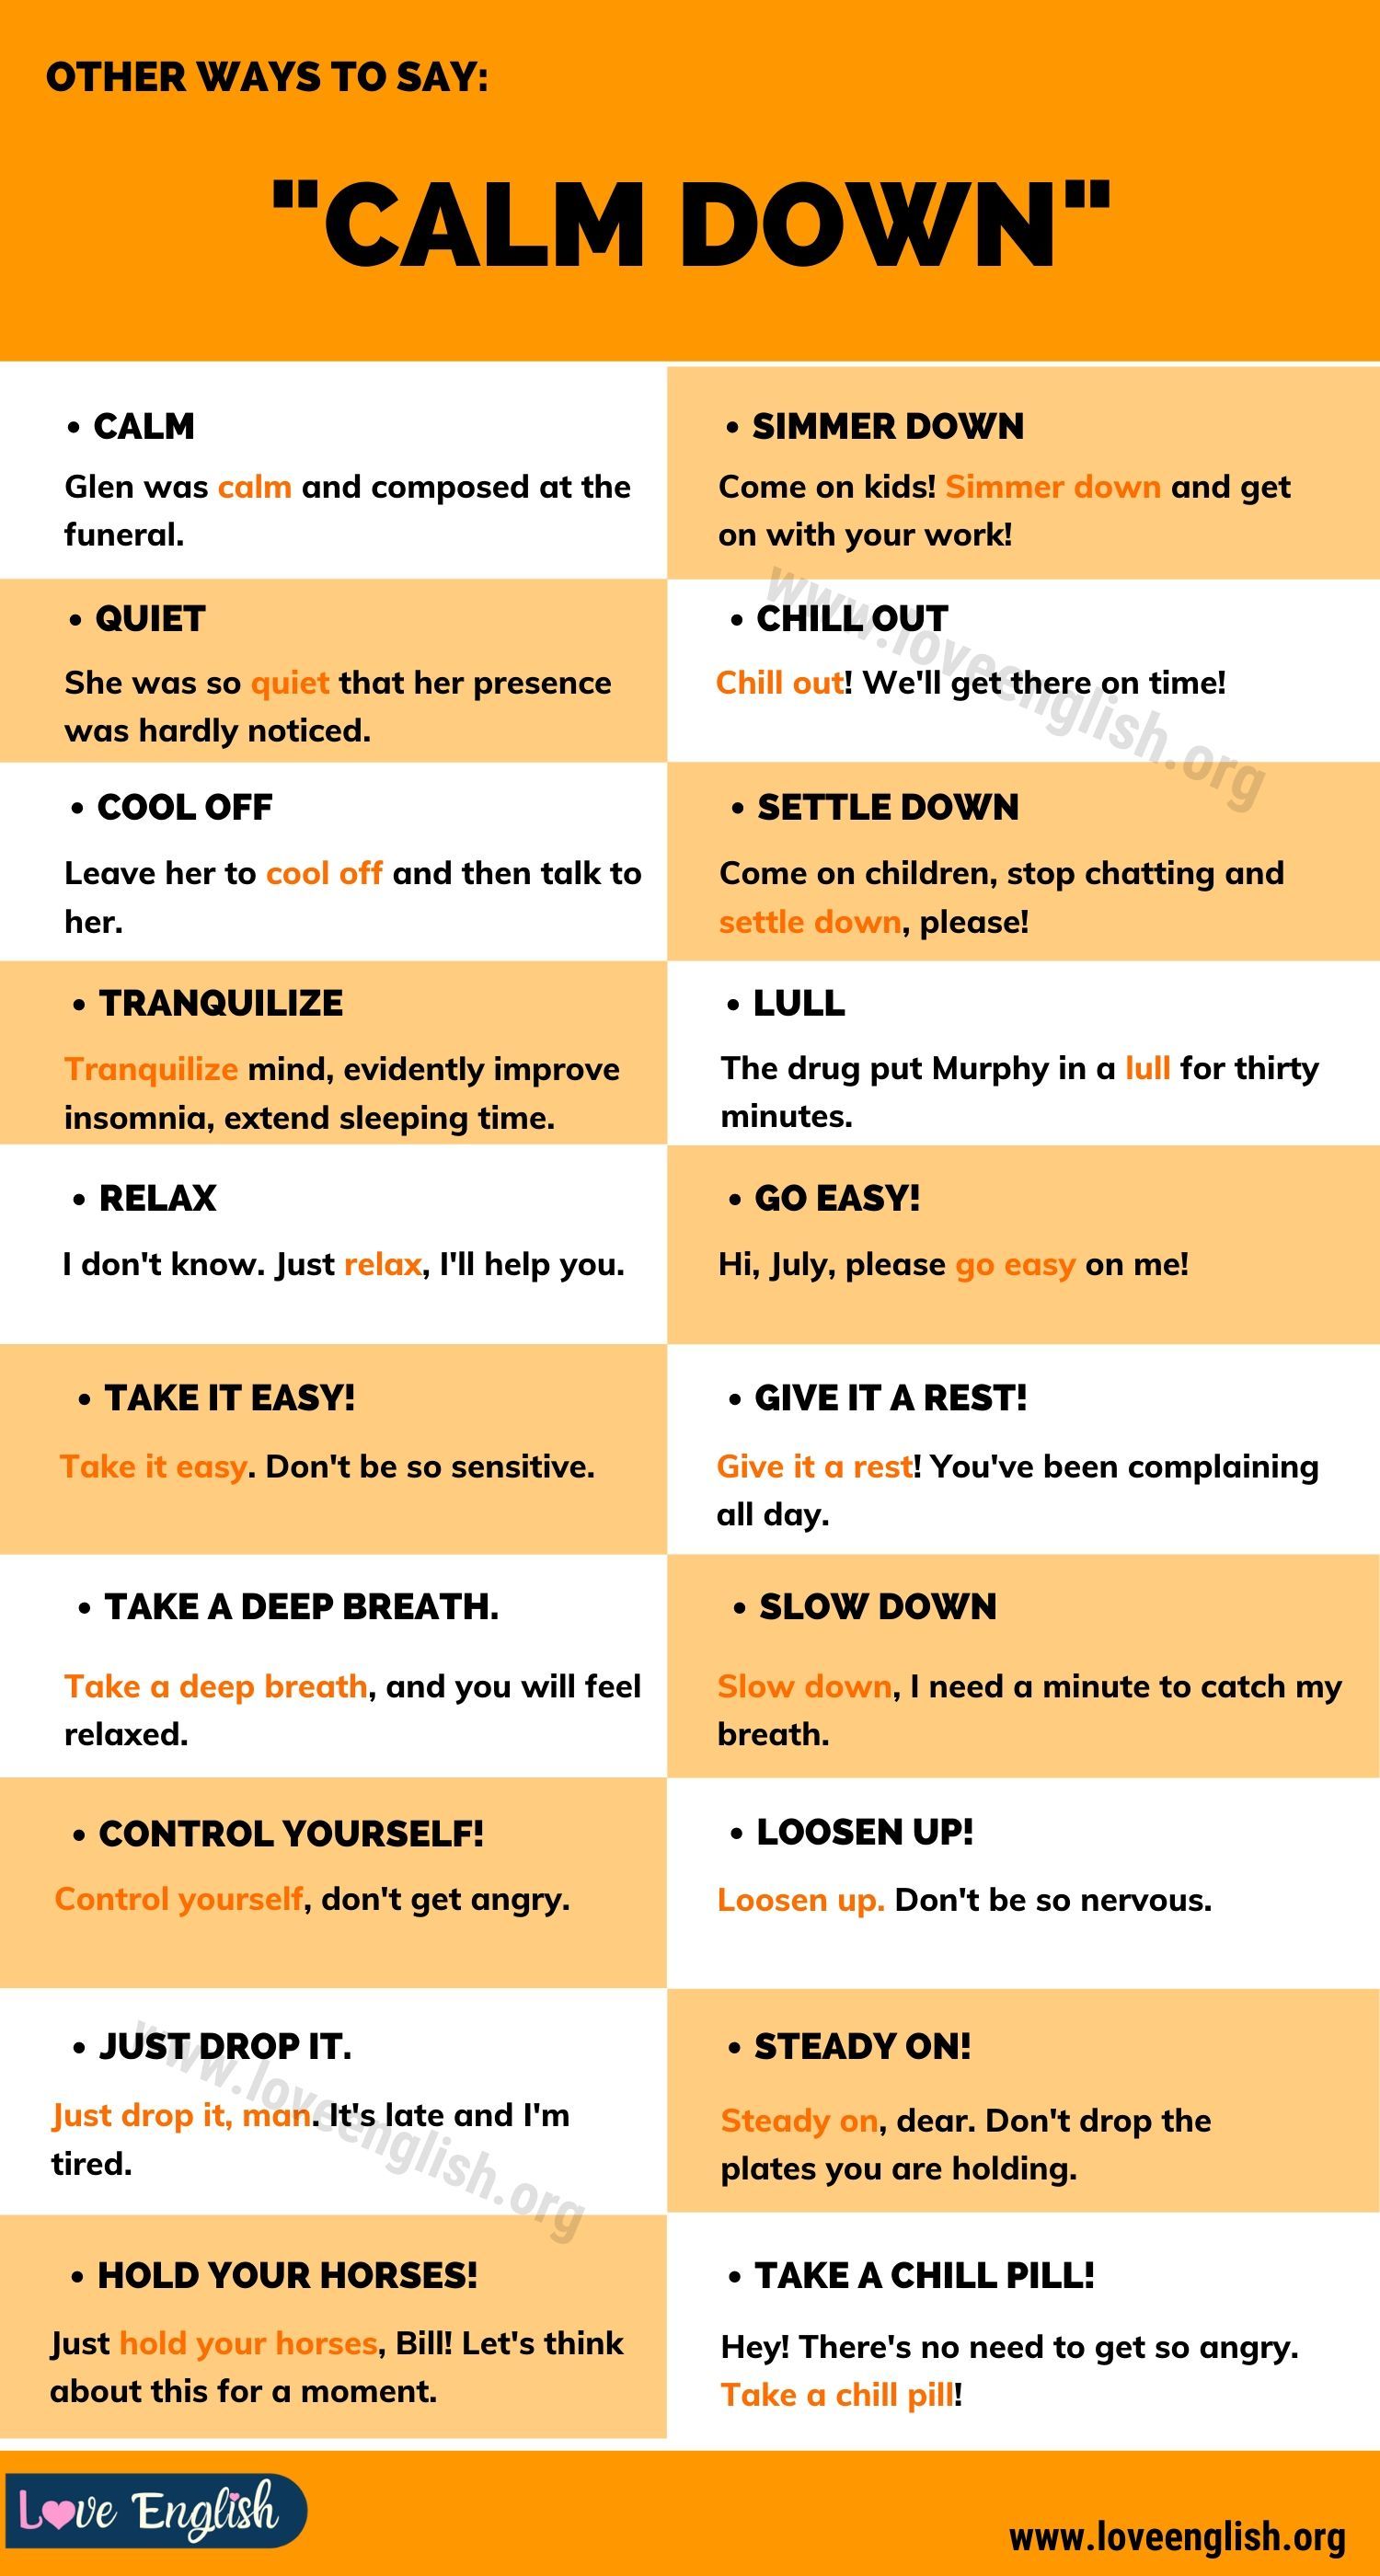 OTHER WAYS TO SAY:
"CALM DOWN"
• CALM
Glen was calm and composed at the
funeral.
• SIMMER DOWN
Come on kids! Simmer down and get
on with your work!
• QUIET
She was so quiet that her presence
was hardly noticed.
• CHILL OUT
Chill out! We'll get there on time!
www.loveenglish.org
• COOL OFF
Leave her to cool off and then talk to
her.
• SETTLE DOWN
Come on children, stop chatting and
settle down, please!
• TRANQUILIZE
Tranquilize mind, evidently improve
insomnia, extend sleeping time.
• LULL
The drug put Murphy in a lull for thirty
minutes.
• RELAX
I don't know. Just relax, I'll help you.
• GO EASY!
Hi, July, please go easy on me!
• TAKE IT EASY!
Take it easy. Don't be so sensitive.
• GIVE IT A REST!
Give it a rest! You've been complaining
all day.
• TAKE A DEEP BREATH.
Take a deep breath, and you will feel
relaxed.
• SLOW DOWN
Slow down, I need a minute to catch my
breath.
• CONTROL YOURSELF!
Control yourself, don't get angry.
• LOOSEN UP!
Loosen up. Don't be so nervous.
• JUST DROP IT.
Just drop it, man. It's late and I'm
tired.
www.loveenglish.org
• STEADY ON!
Steady on, dear. Don't drop the
plates you are holding.
• HOLD YOUR HORSES!
Just hold your horses, Bill! Let's think
about this for a moment.
• TAKE A CHILL PILL!
Hey! There's no need to get so angry.
Take a chill pill!
Love English
www.loveenglish.org